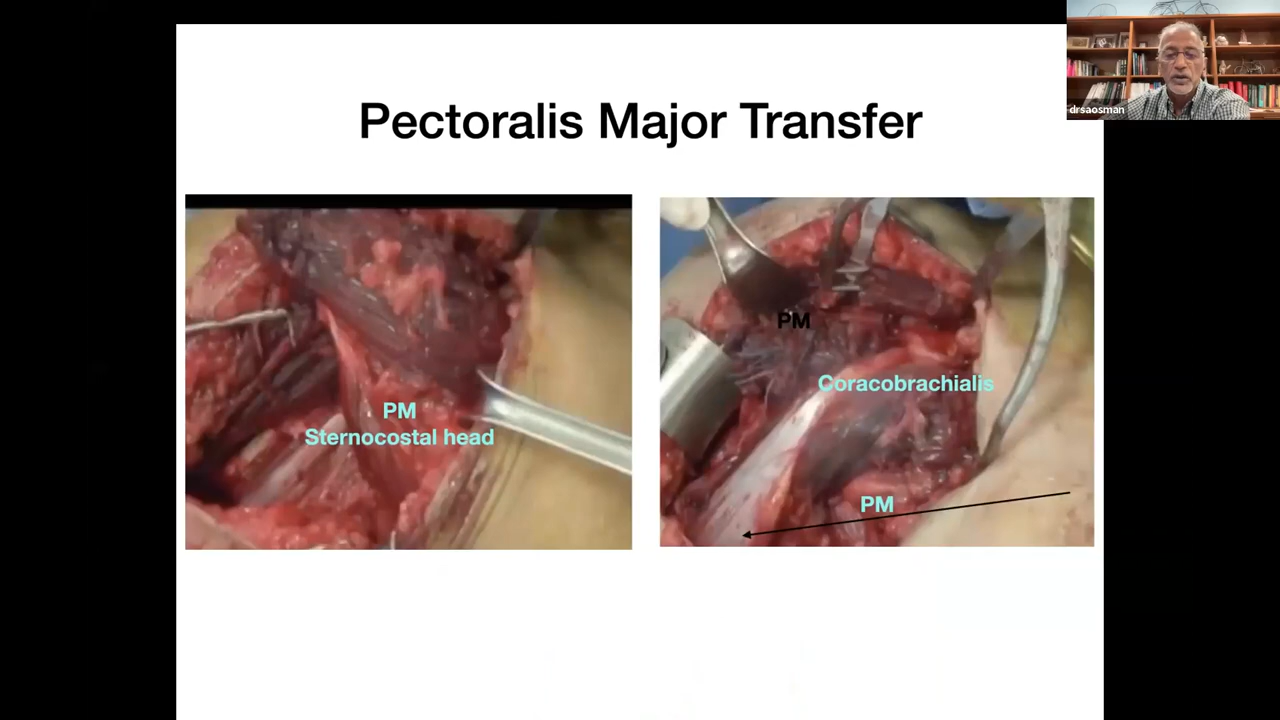 drsaosman
Pectoralis Major Transfer
PM
Sternocostal head
PM
Coracobrachialis
PM